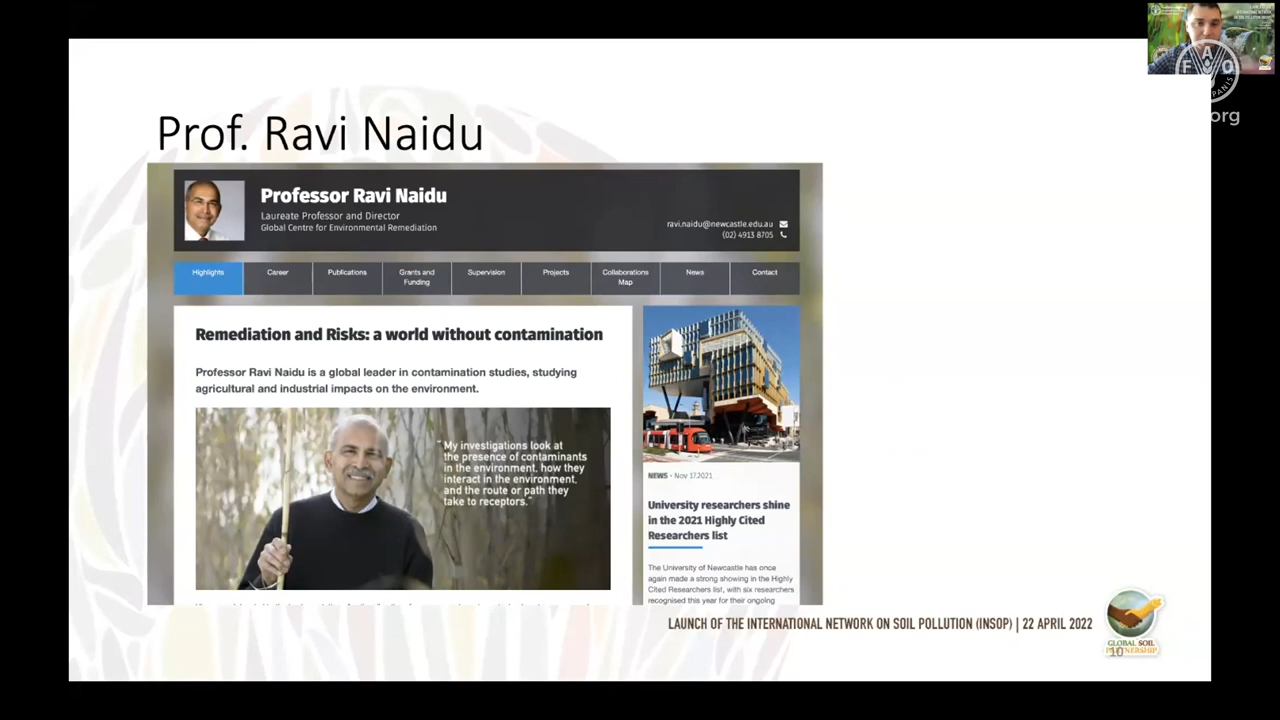 Prof. Ravi Naidu
Professor Ravi Naidu
Laureate Professor and Director
Global Centre for Environmental Remediation
ravi.naidu@newcastle.edu.au
(02) 4913 8705
Highlights
Career
Publications
Grants and
Funding
Supervision
Projects
Collaborations
Map
News
Contact
Remediation and Risks: a world without contamination
Professor Ravi Naidu is a global leader in contamination studies, studying
agricultural and industrial impacts on the environment.
"My investigations look at
the presence of contaminants
in the environment, how they
interact in the environment,
and the route or path they
take to receptors."
NEWS • Nov 17 2021
University researchers shine
in the 2021 Highly Cited
Researchers list
The University of Newcastle has once
again made a strong showing in the Highly
Cited Researchers list, with six researchers
recognised this year for their ongoing
LAUNCH OF THE INTERNATIONAL NETWORK ON SOIL POLLUTION (INSOP) | 22 APRIL 2022
GLOBAL SOIL
PARTNERSHIP
10
F A O
PANIS
org